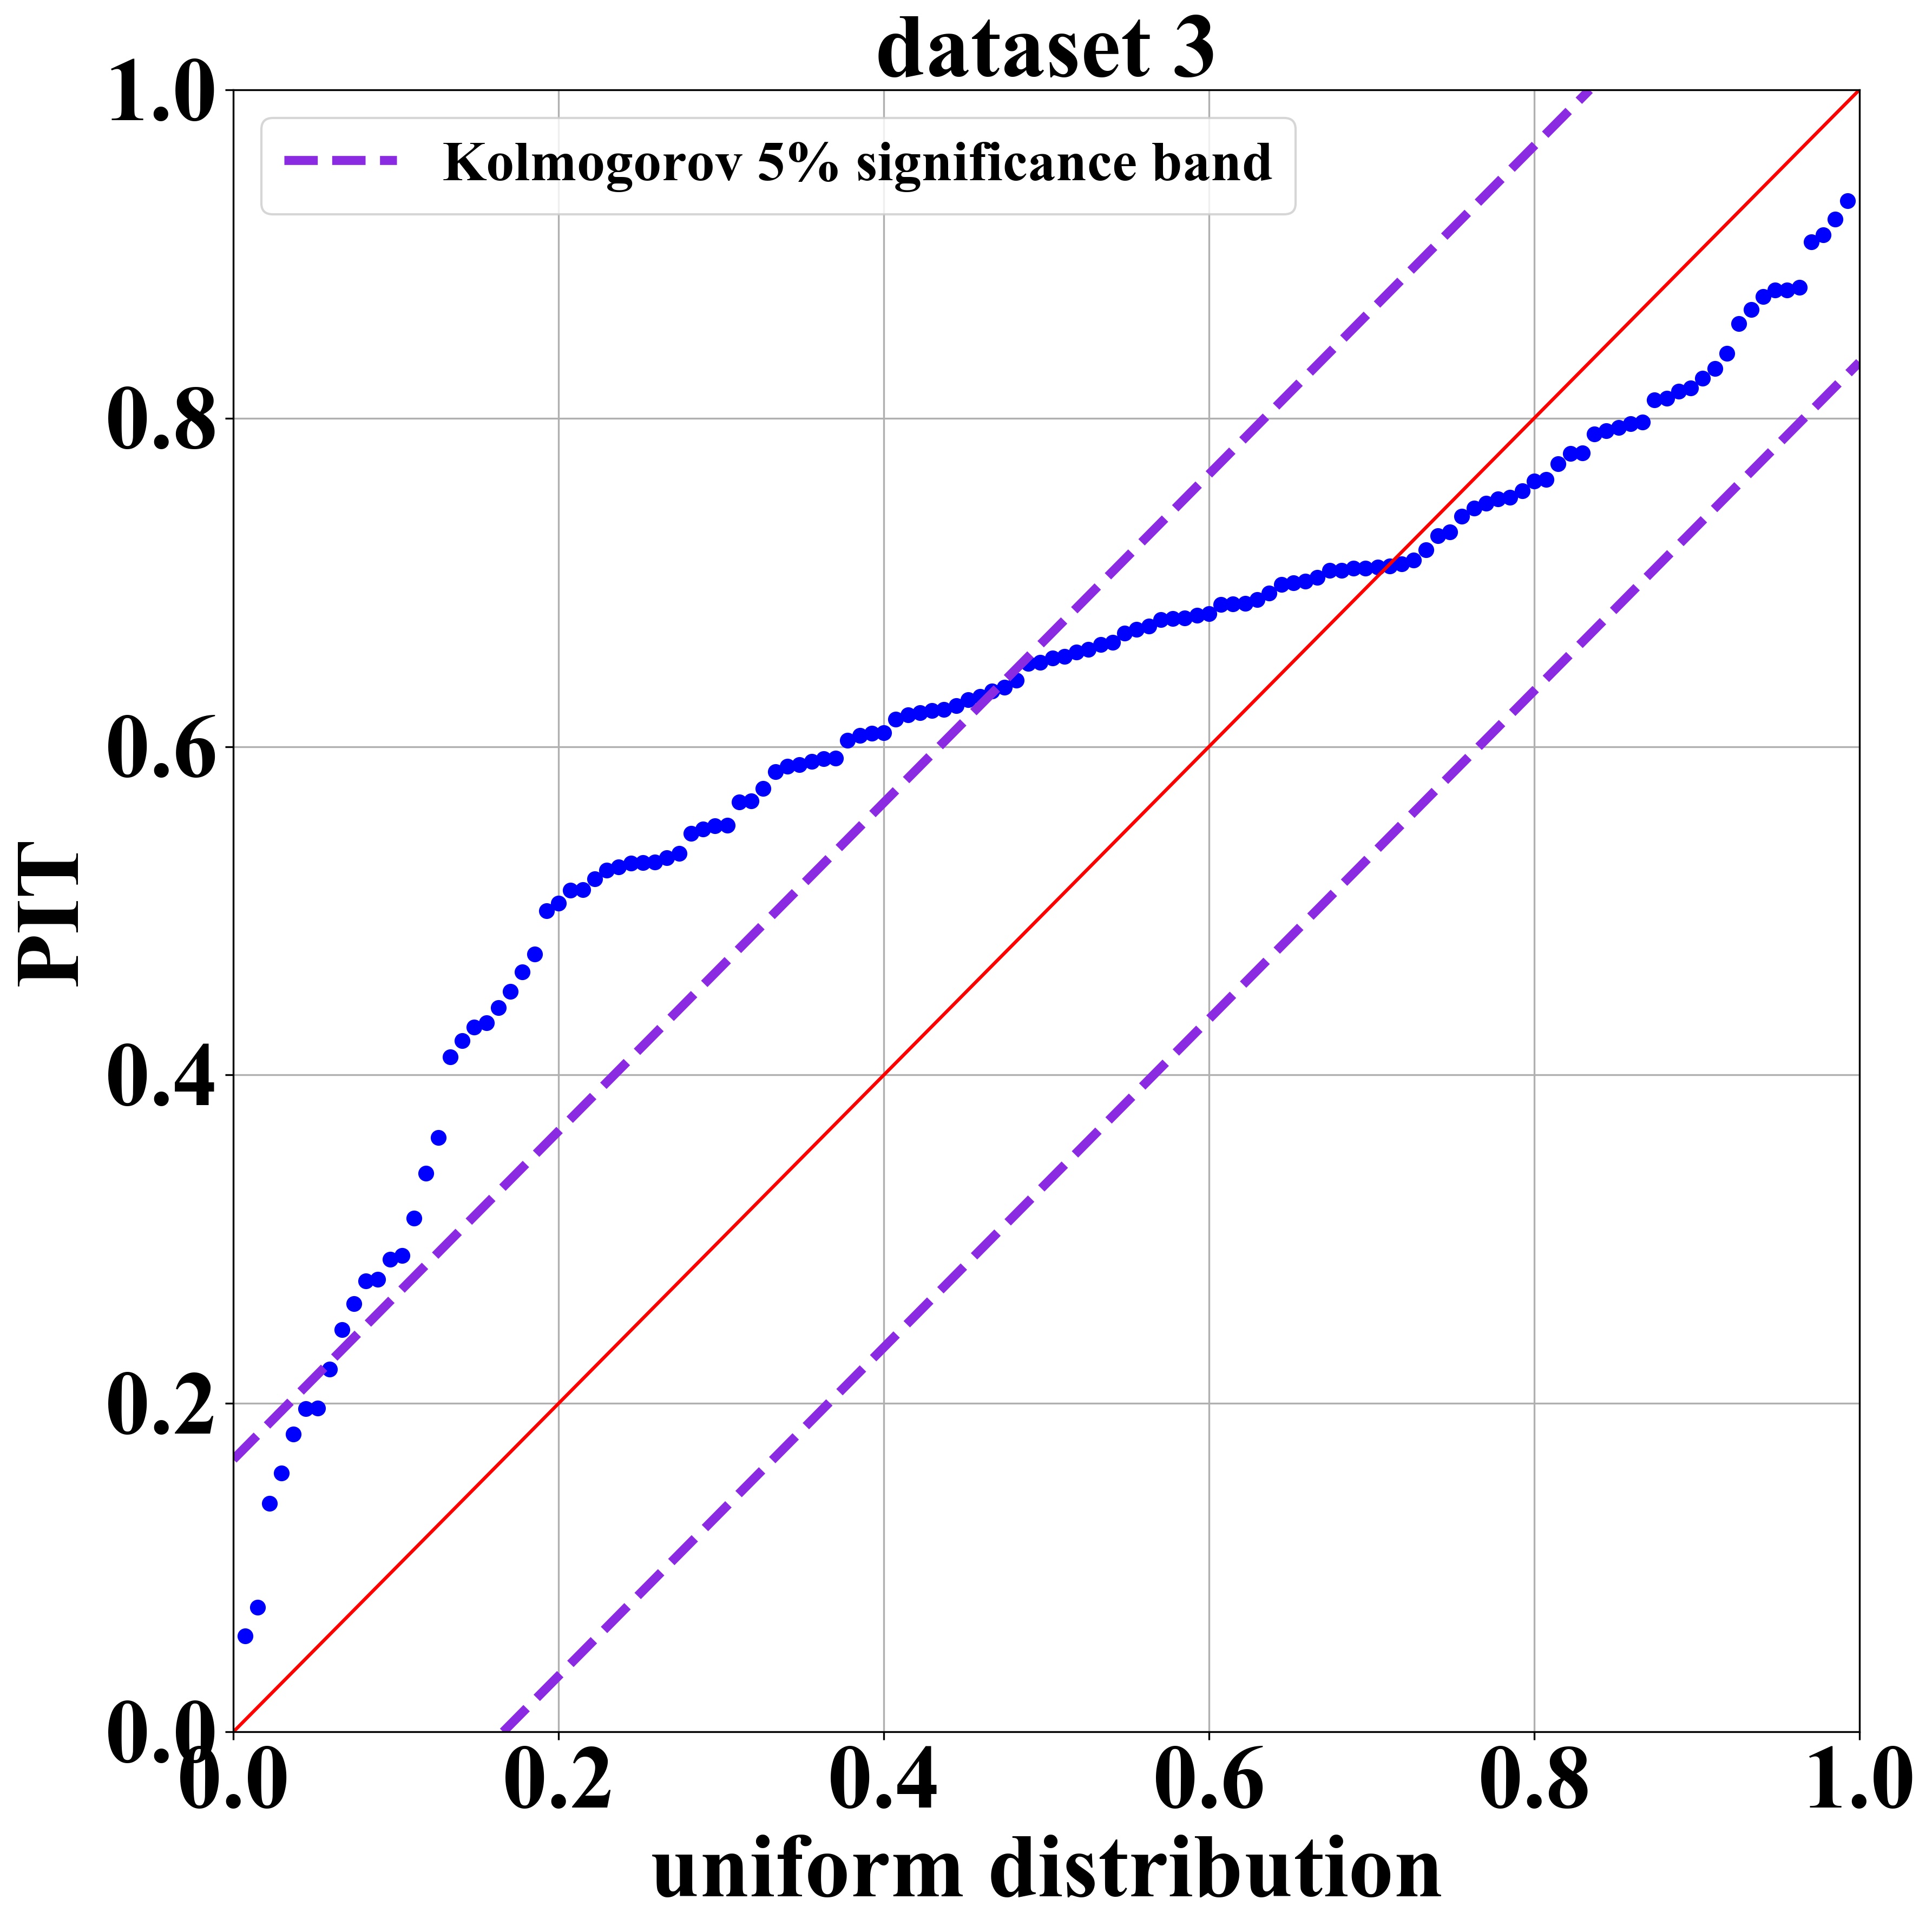 dataset 3
Kolmogorov 5% significance band
1.0
0.8
0.6
0.4
0.2
0.0
PIT
0.0 0.2 0.4 0.6 0.8 1.0
uniform distribution